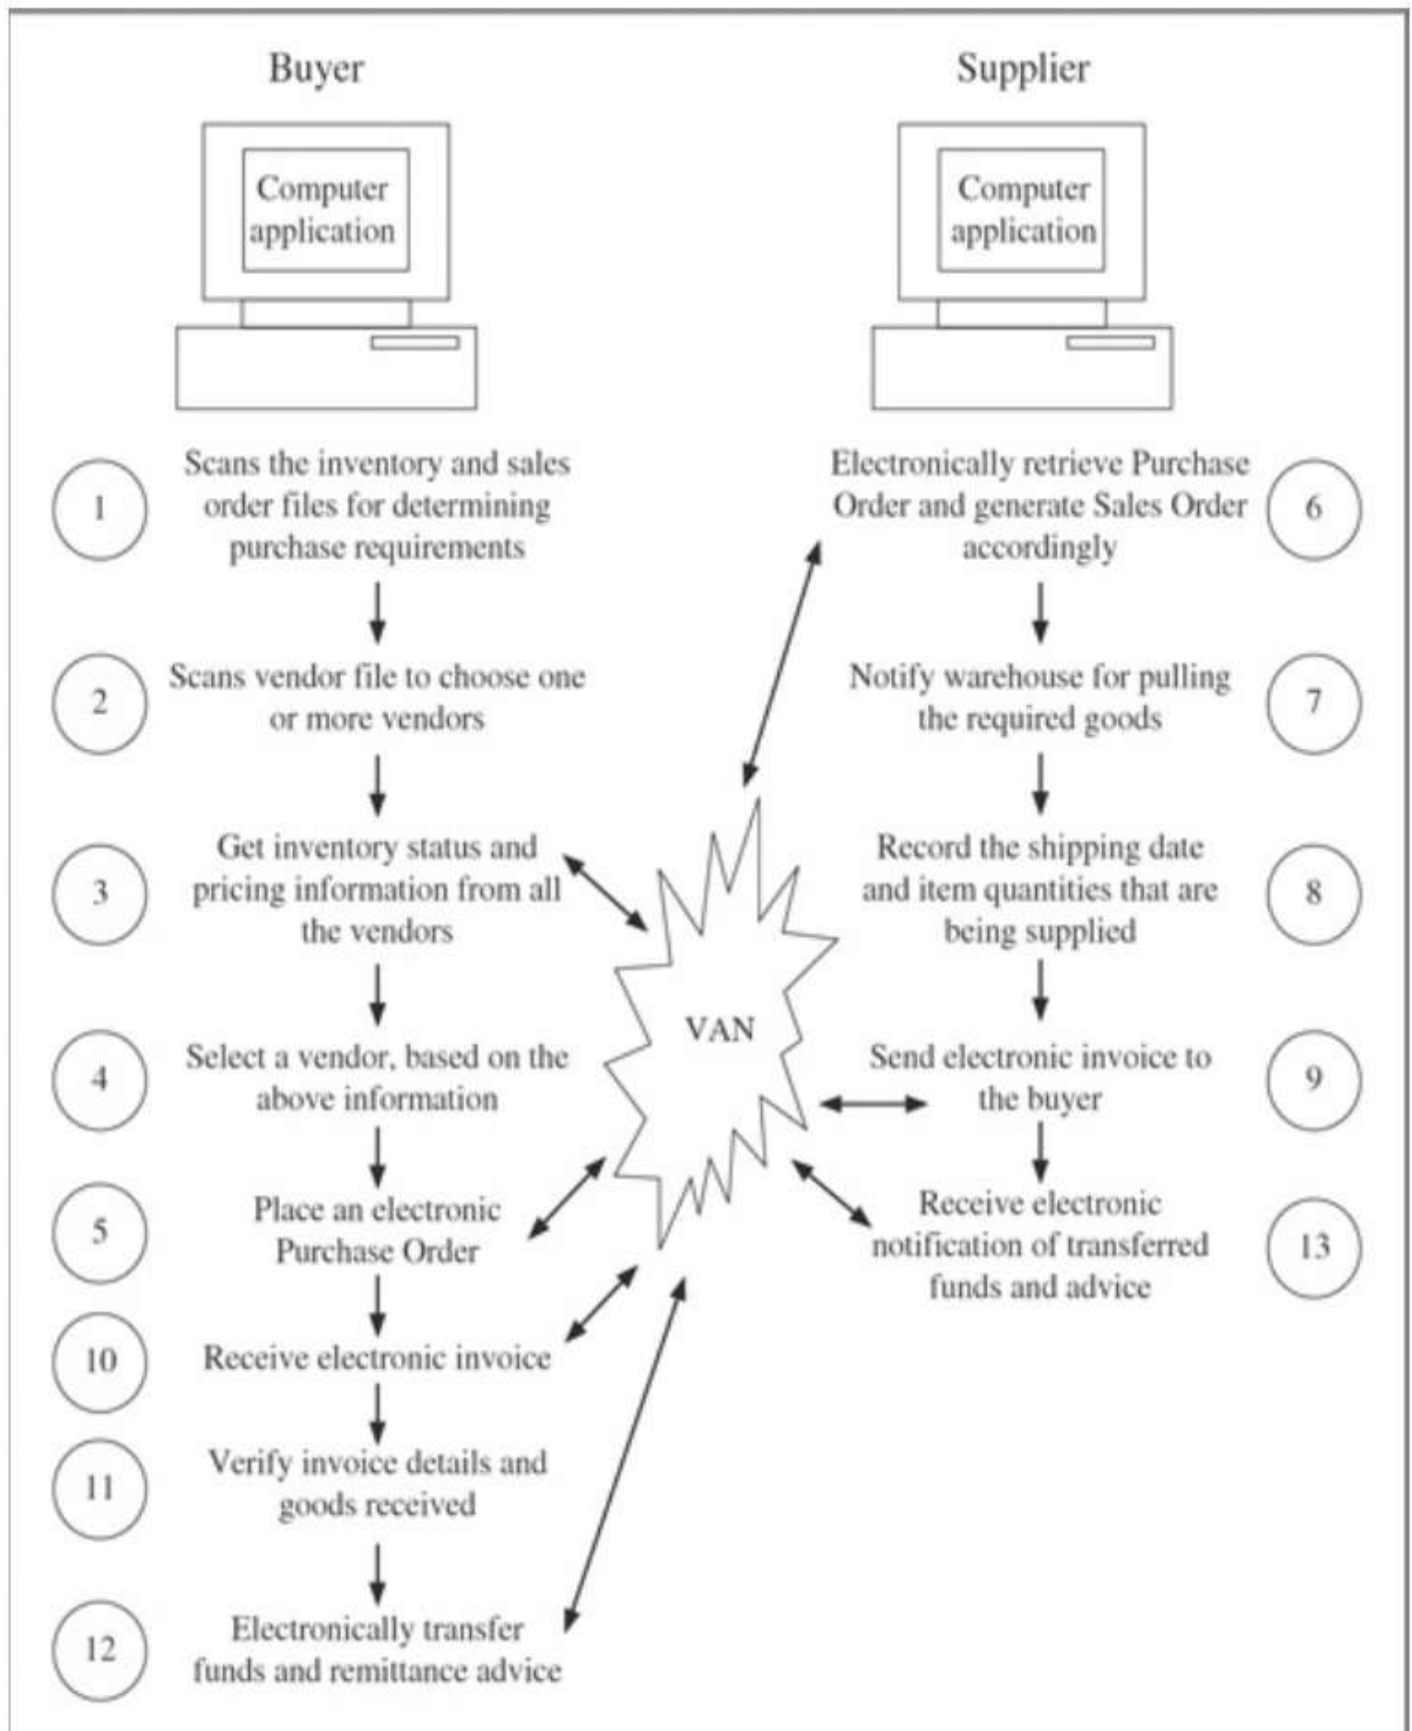 Buyer
Supplier
Computer
application
Computer
application
1
Scans the inventory and sales
order files for determining
purchase requirements
2
Scans vendor file to choose one
or more vendors
3
Get inventory status and
pricing information from all
the vendors
4
Select a vendor, based on the
above information
5
Place an electronic
Purchase Order
10
Receive electronic invoice
11
Verify invoice details and
goods received
12
Electronically transfer
funds and remittance advice
VAN
Electronically retrieve Purchase
Order and generate Sales Order
accordingly
6
Notify warehouse for pulling
the required goods
7
Record the shipping date
and item quantities that are
being supplied
8
Send electronic invoice to
the buyer
9
Receive electronic
notification of transferred
funds and advice
13